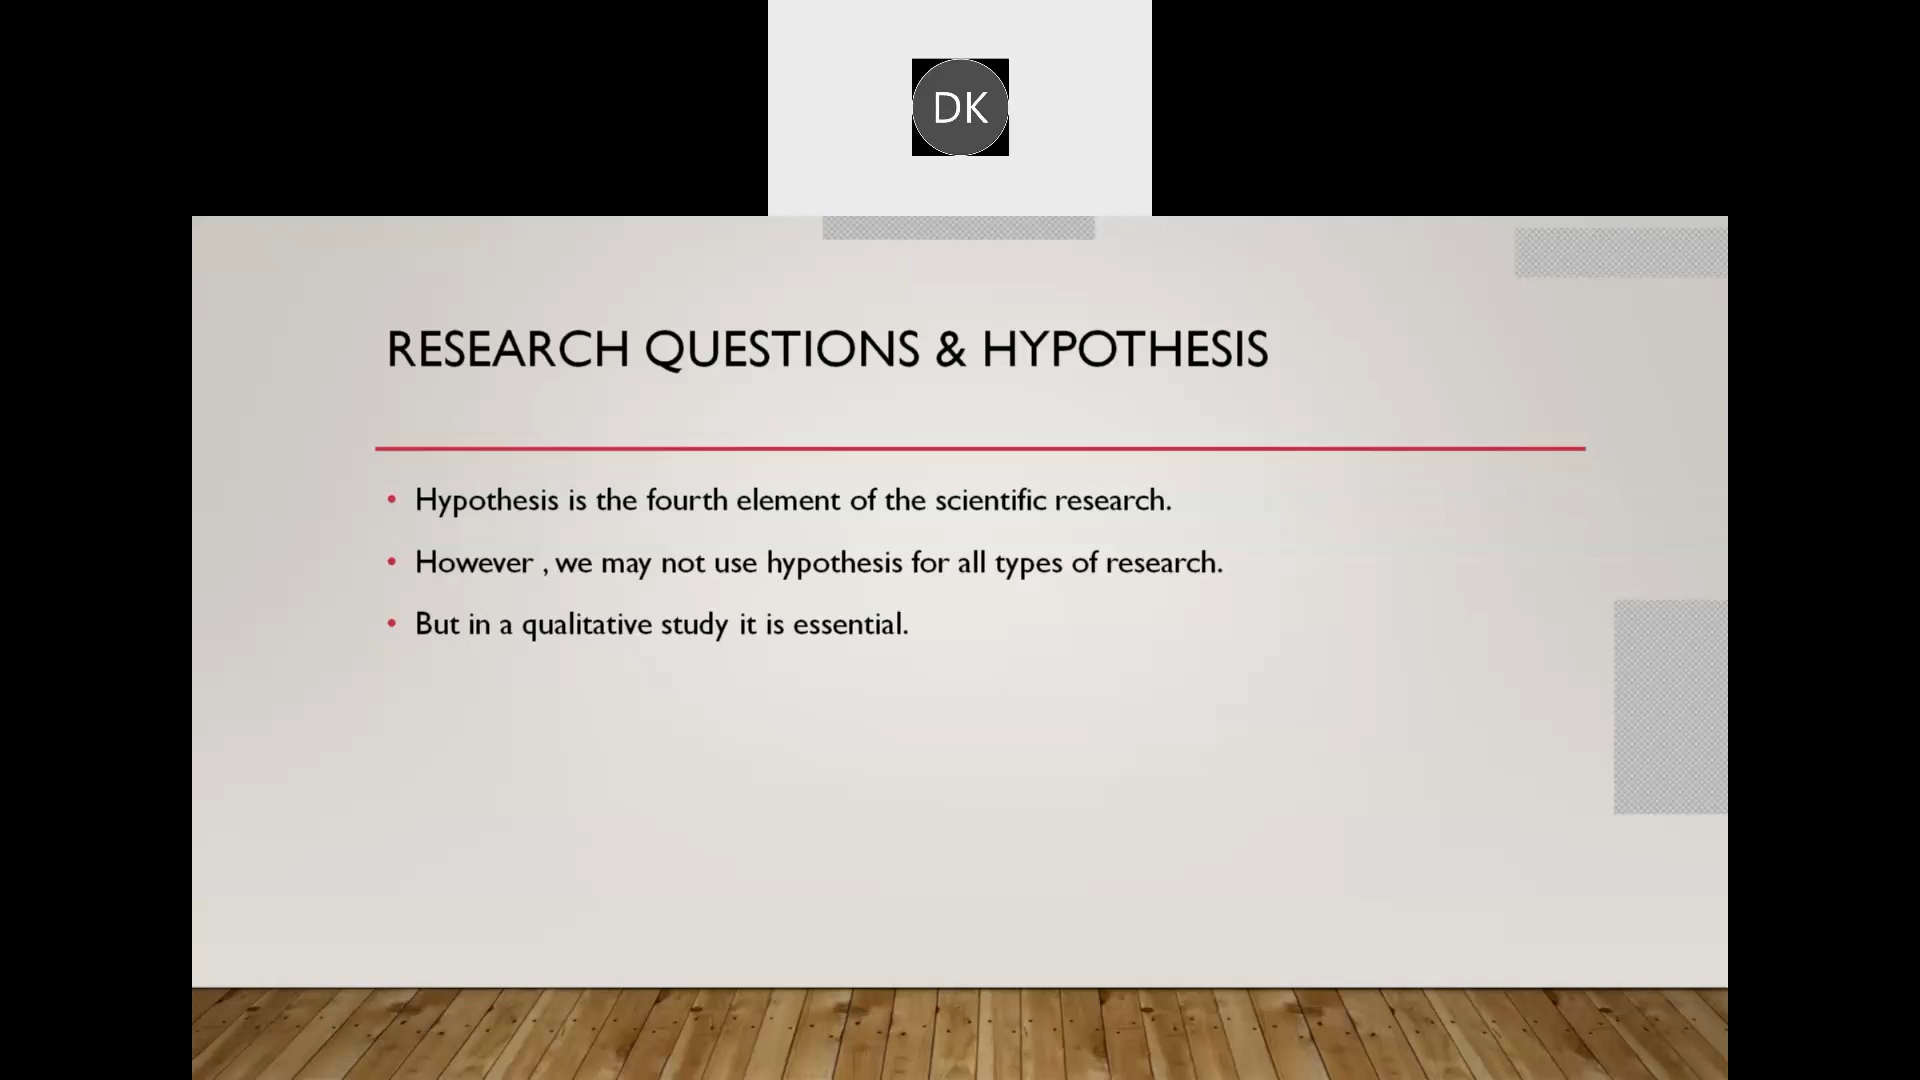 DK
RESEARCH QUESTIONS & HYPOTHESIS
• Hypothesis is the fourth element of the scientific research.
• However , we may not use hypothesis for all types of research.
• But in a qualitative study it is essential.